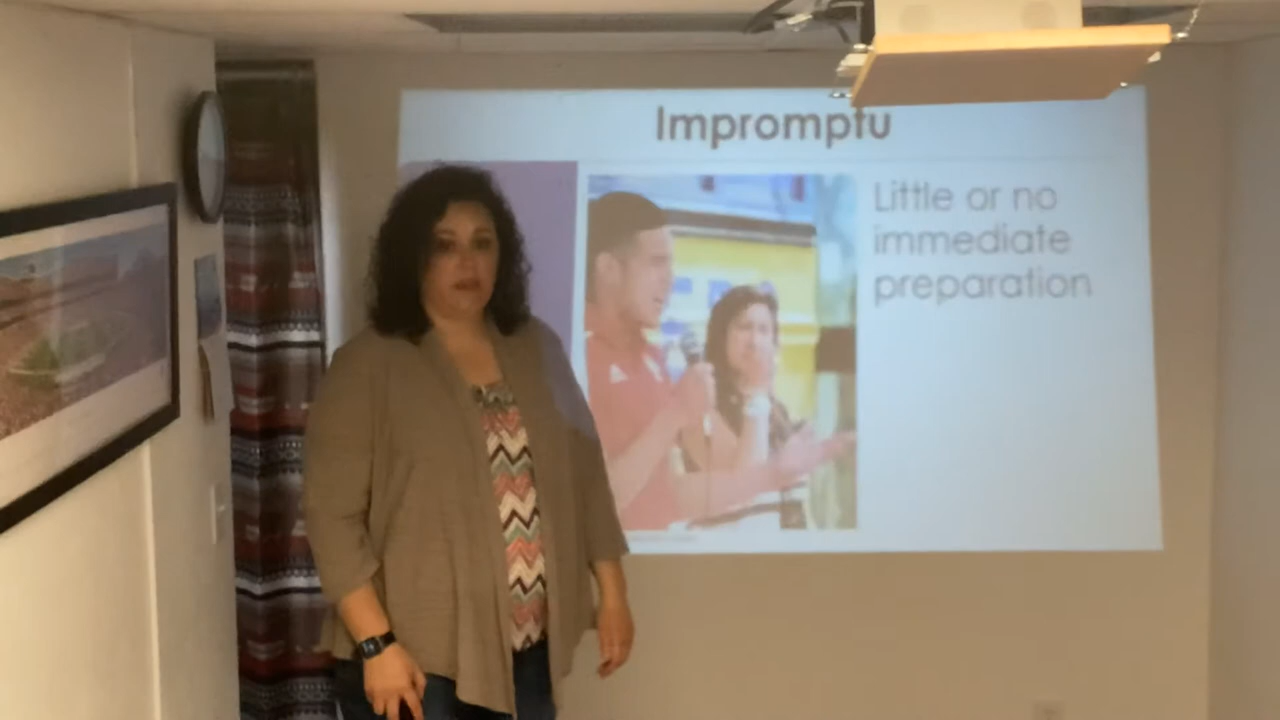 Impromptu
Little or no
immediate
preparation